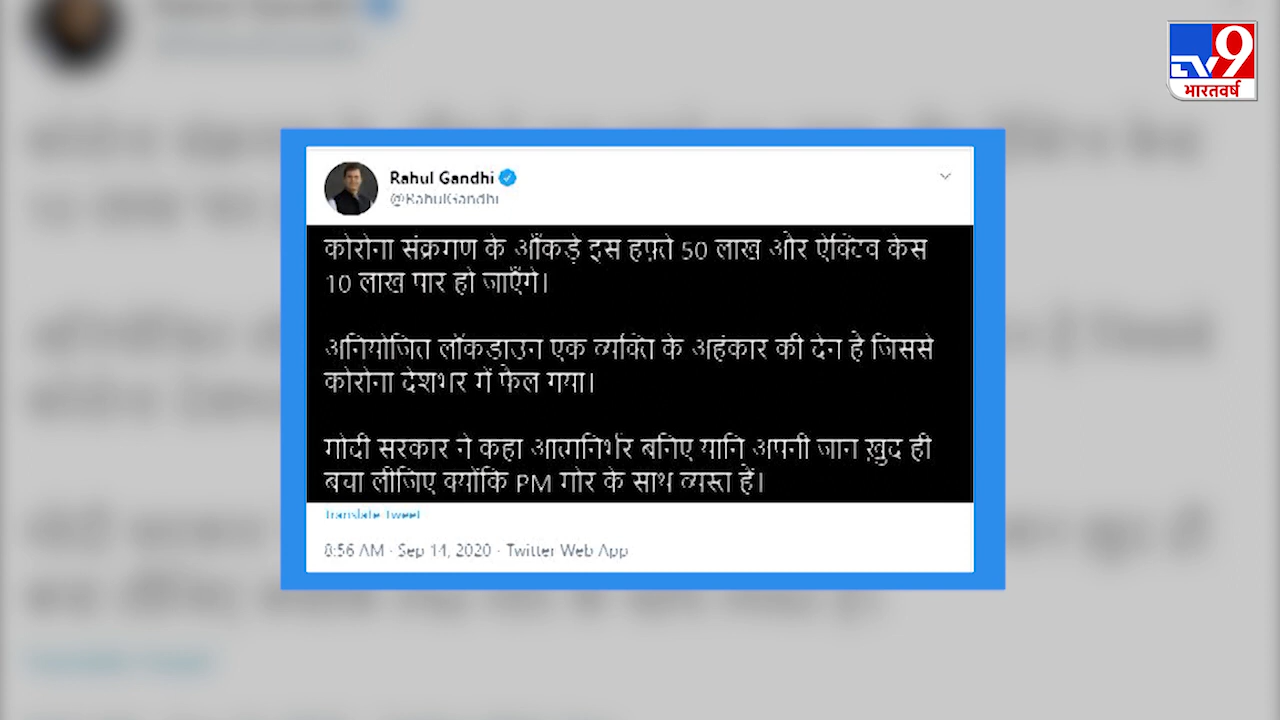 TV9
भारतवर्ष
Rahul Gandhi
@RahulGandhi
कोरोना संक्रमण के आँकड़े इस हफ़्ते 50 लाख और ऐक्टिव केस
10 लाख पार हो जाएँगे।
अनियोजित लॉकडाउन एक व्यक्ति के अहंकार की देन है जिससे
कोरोना देशभर में फैल गया।
मोदी सरकार ने कहा आत्मनिर्भर बनिए यानि अपनी जान ख़ुद ही
बचा लीजिए क्योंकि PM मोर के साथ व्यस्त हैं।
Translate Tweet
8:56 AM · Sep 14, 2020 · Twitter Web App